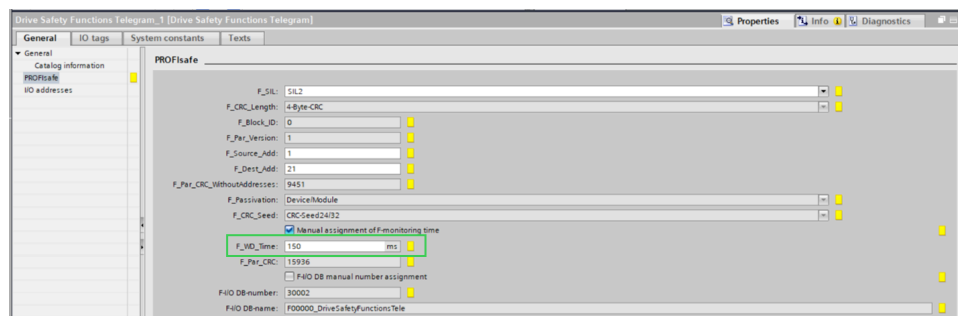 Drive Safety Functions Telegram_1 [Drive Safety Functions Telegram]
Properties Info Diagnostics
General IO tags System constants Texts
General
Catalog information
PROFIsafe
I/O addresses
PROFIsafe
F_SIL: SIL2
F_CRC_Length: 4-Byte-CRC
F_Block_ID: 0
F_Par_Version: 1
F_Source_Add: 1
F_Dest_Add: 21
F_Par_CRC_WithoutAddresses: 9451
F_Passivation: Device/Module
F_CRC_Seed: CRC-Seed24/32
Manual assignment of F-monitoring time
F_WD_Time: 150 ms
F_Par_CRC: 15936
F-I/O DB manual number assignment
F-I/O DB-number: 30002
F-I/O DB-name: F00000_DriveSafetyFunctionsTele